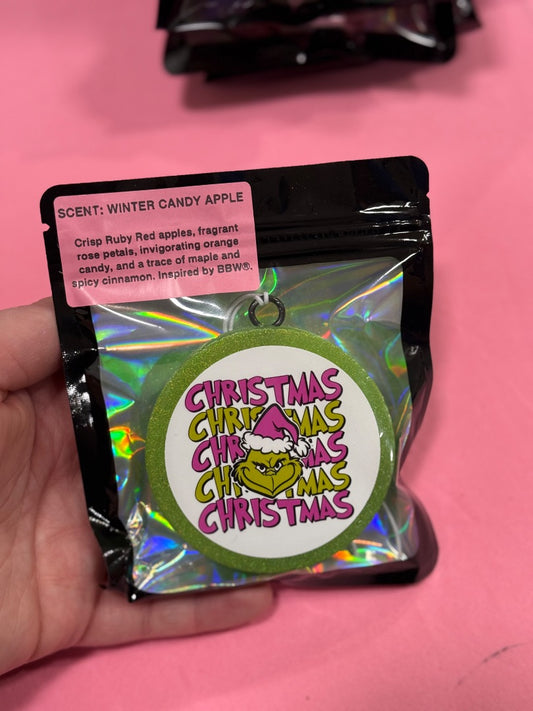 SCENT: WINTER CANDY APPLE
Crisp Ruby Red apples, fragrant
rose petals, invigorating orange
candy, and a trace of maple and
spicy cinnamon. Inspired by BBW®.
CHRISTMAS
CHRISTMAS
CHRISTMAS
CHRISTMAS
CHRISTMAS